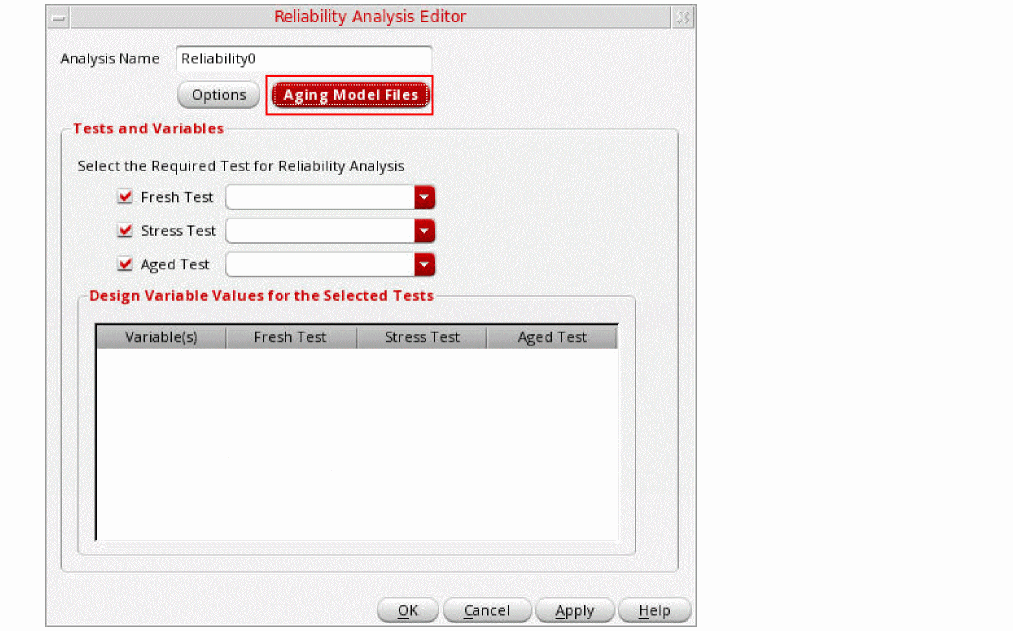 Reliability Analysis Editor
Analysis Name Reliability0
Options Aging Model Files
Tests and Variables
Select the Required Test for Reliability Analysis
Fresh Test
Stress Test
Aged Test
Design Variable Values for the Selected Tests
Variable(s) Fresh Test Stress Test Aged Test
OK Cancel Apply Help